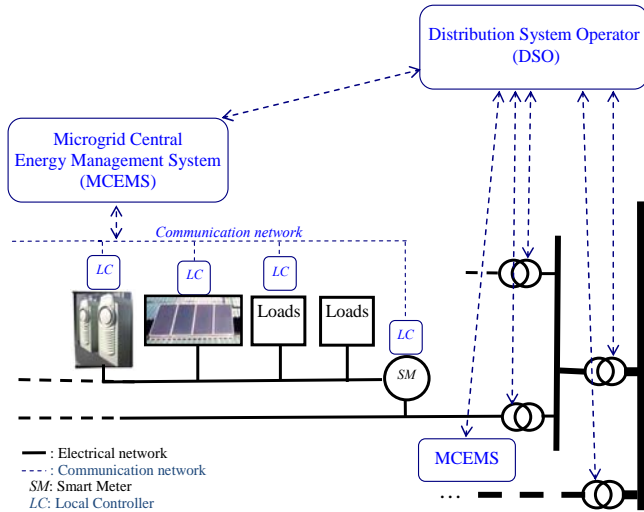 Distribution System Operator
(DSO)
Microgrid Central
Energy Management System
(MCEMS)
Communication network
LC
LC
LC
Loads
Loads
LC
SM
MCEMS
...
: Electrical network
: Communication network
SM: Smart Meter
LC: Local Controller